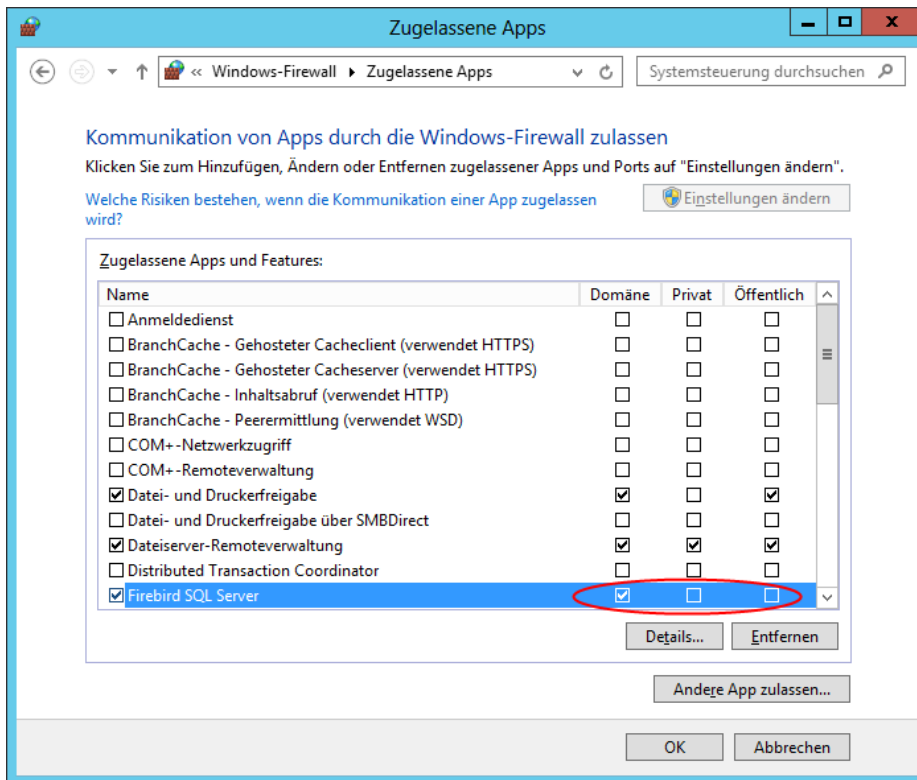 Zugelassene Apps
« Windows-Firewall Zugelassene Apps
Systemsteuerung durchsuchen
Kommunikation von Apps durch die Windows-Firewall zulassen
Klicken Sie zum Hinzufügen, Ändern oder Entfernen zugelassener Apps und Ports auf "Einstellungen ändern".
Welche Risiken bestehen, wenn die Kommunikation einer App zugelassen
wird?
Einstellungen ändern
Zugelassene Apps und Features:
Name Domäne Privat Öffentlich
Anmeldedienst
BranchCache - Gehosteter Cacheclient (verwendet HTTPS)
BranchCache - Gehosteter Cacheserver (verwendet HTTPS)
BranchCache - Inhaltsabruf (verwendet HTTP)
BranchCache - Peerermittlung (verwendet WSD)
COM+-Netzwerkzugriff
COM+-Remoteverwaltung
Datei- und Druckerfreigabe
Datei- und Druckerfreigabe über SMBDirect
Dateiserver-Remoteverwaltung
Distributed Transaction Coordinator
Firebird SQL Server
Details... Entfernen
Andere App zulassen...
OK Abbrechen